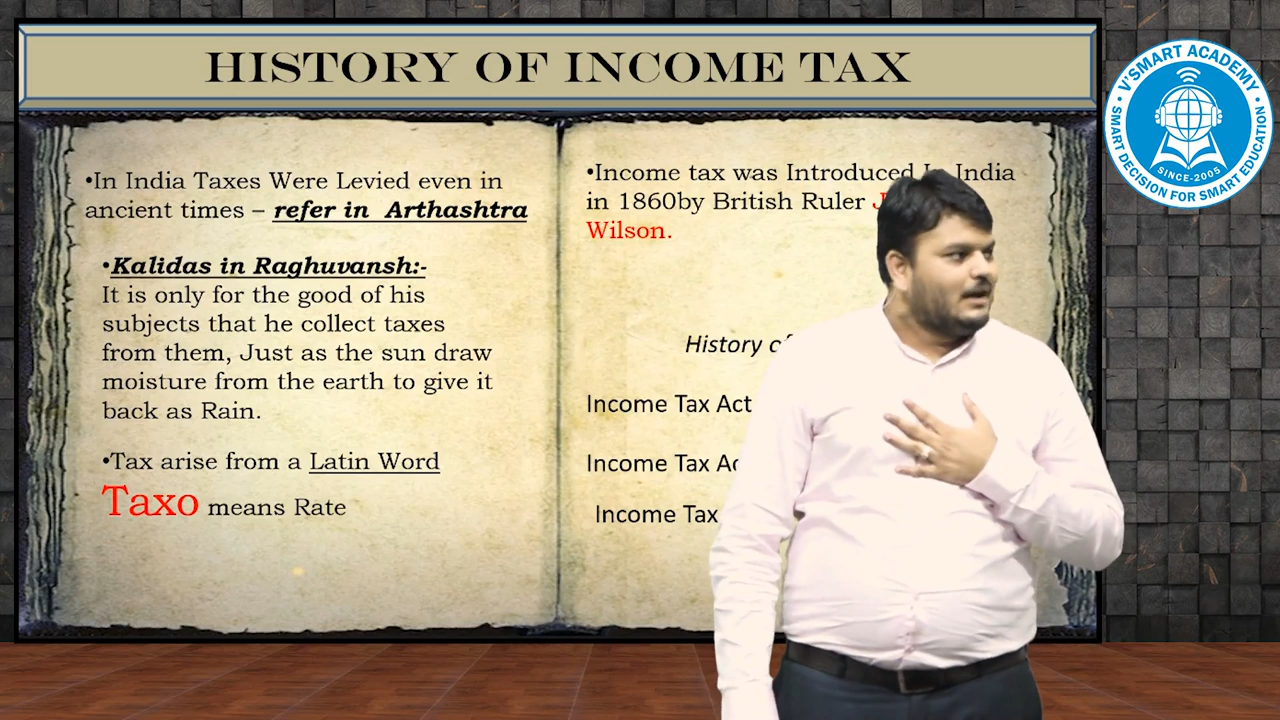 HISTORY OF INCOME TAX
•In India Taxes Were Levied even in
ancient times – refer in Arthashtra
•Kalidas in Raghuvansh:-
It is only for the good of his
subjects that he collect taxes
from them, Just as the sun draw
moisture from the earth to give it
back as Rain.
•Tax arise from a Latin Word
Taxo means Rate
•Income tax was Introduced In India
in 1860by British Ruler
Wilson.
History of
Income Tax Act
Income Tax
Income Tax
V'SMART ACADEMY
SINCE-2005
• SMART DECISION FOR SMART EDUCATION •